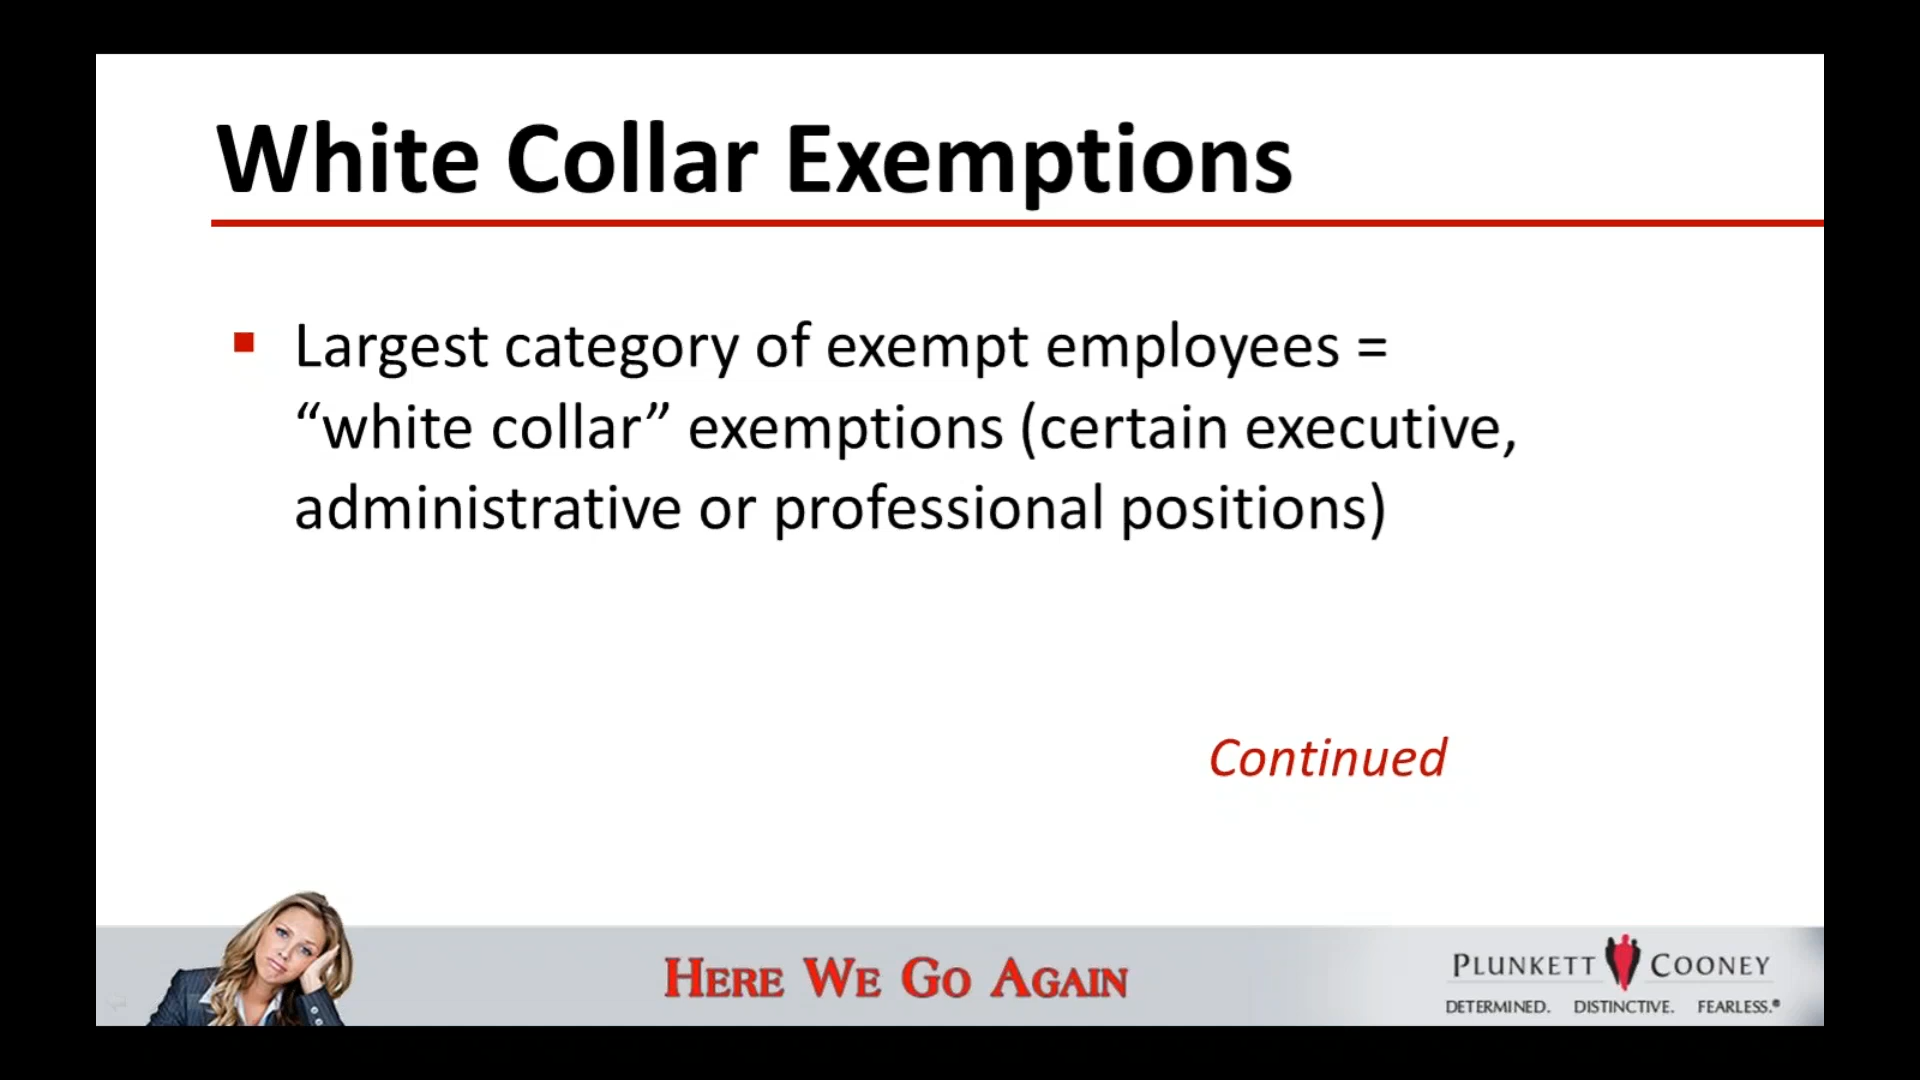 White Collar Exemptions
Largest category of exempt employees =
“white collar” exemptions (certain executive,
administrative or professional positions)
Continued
HERE WE GO AGAIN
PLUNKETT COONEY
DETERMINED. DISTINCTIVE. FEARLESS.®